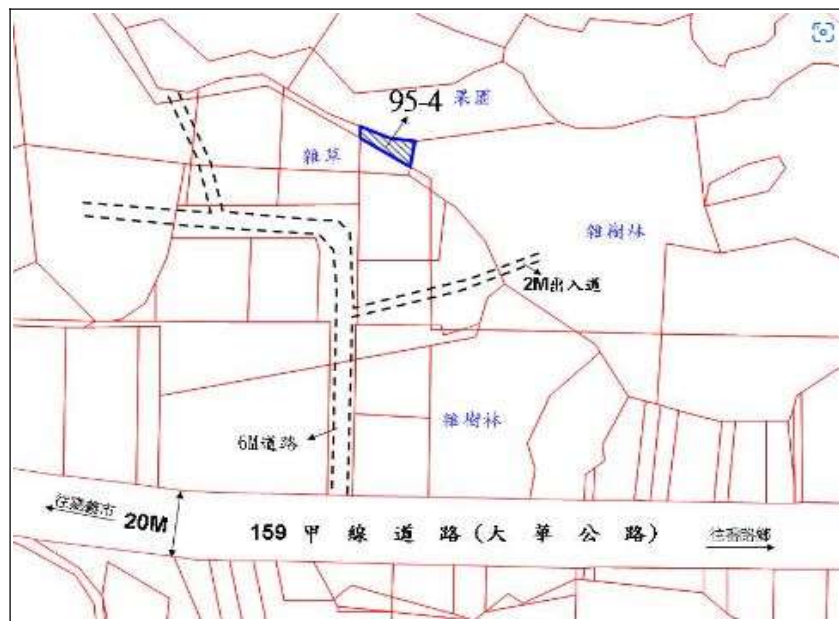 果園
95-4
雜草
雜樹林
2M出入道
雜樹林
6M道路
往嘉義市
20M
159 甲 線 道 路 (大 華 公 路)
往番路鄉